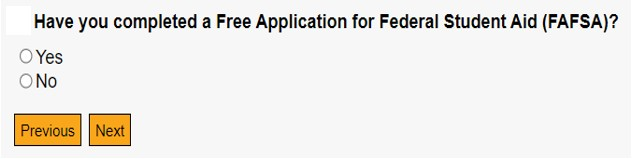 Have you completed a Free Application for Federal Student Aid (FAFSA)?
Yes
No
Previous Next